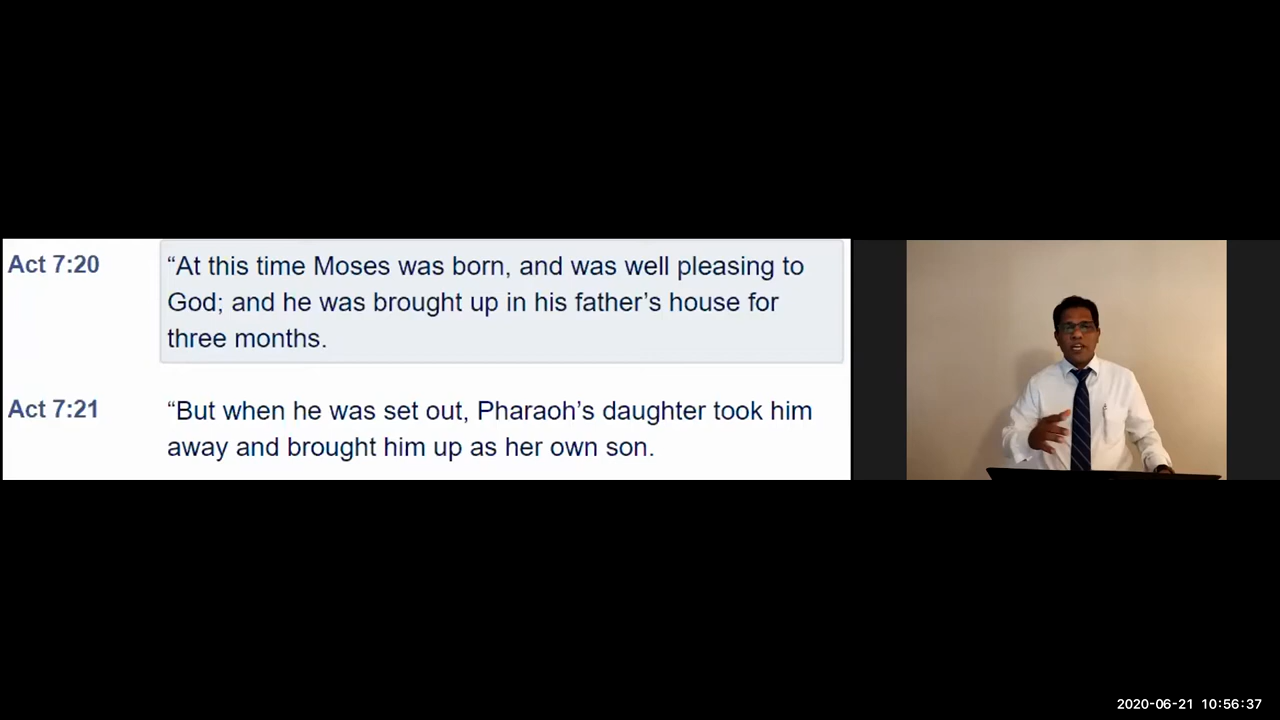 Act 7:20 “At this time Moses was born, and was well pleasing to
God; and he was brought up in his father’s house for
three months.
Act 7:21 “But when he was set out, Pharaoh’s daughter took him
away and brought him up as her own son.
2020-06-21 10:56:37